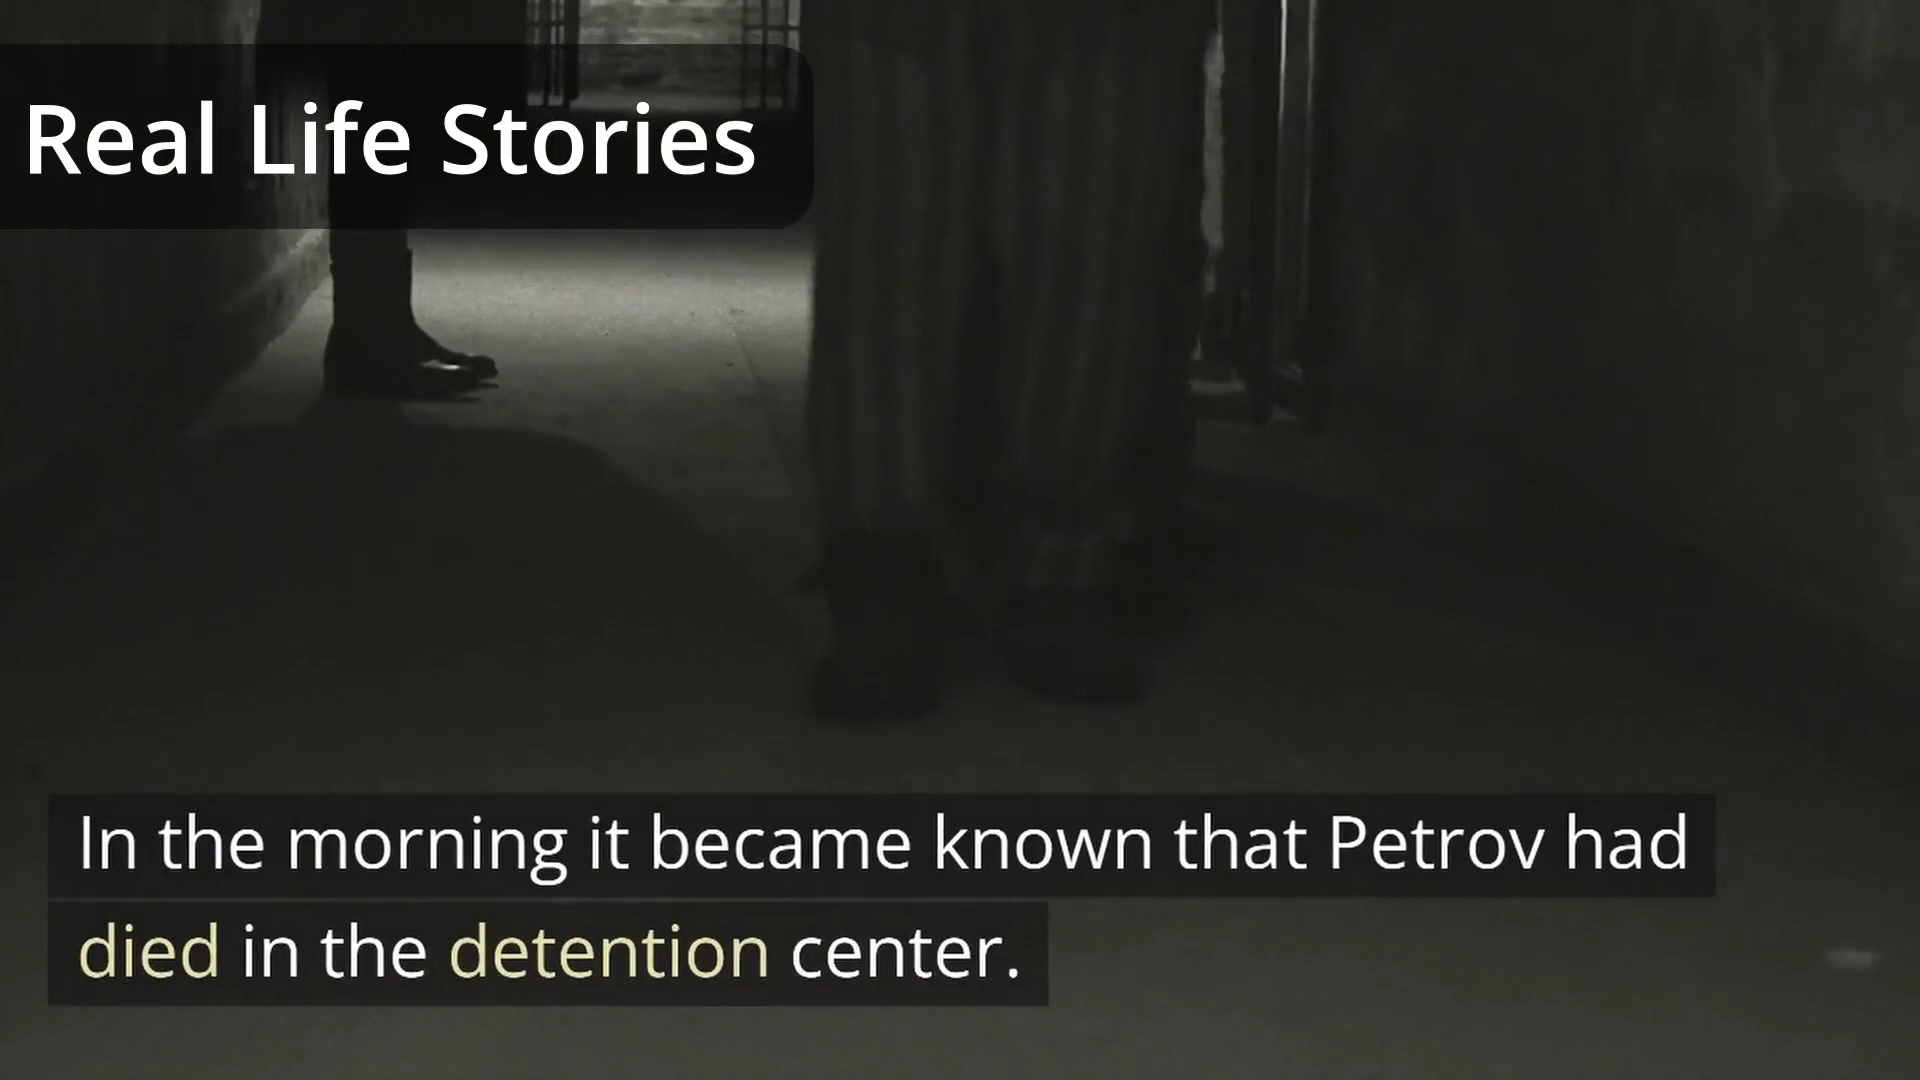 Real Life Stories
In the morning it became known that Petrov had
died in the detention center.